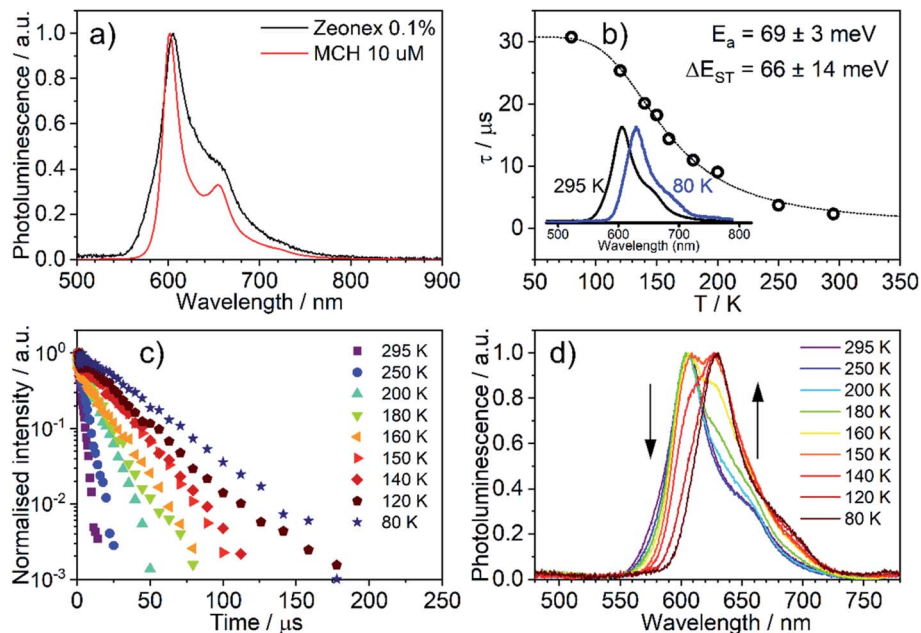 a)
Zeonex 0.1%
MCH 10 uM
Photoluminescence / a.u.
1.0
0.8
0.6
0.4
0.2
0.0
500 600 700 800 900
Wavelength / nm
b)
Eₐ = 69 ± 3 meV
ΔE_ST = 66 ± 14 meV
τ / μs
30
20
10
0
295 K
80 K
500 600 700 800
Wavelength (nm)
50 100 150 200 250 300 350
T / K
c)
Normalised intensity / a.u.
10⁰
10⁻¹
10⁻²
10⁻³
295 K
250 K
200 K
180 K
160 K
150 K
140 K
120 K
80 K
0 50 100 150 200 250
Time / μs
d)
Photoluminescence / a.u.
1.0
0.8
0.6
0.4
0.2
0.0
295 K
250 K
200 K
180 K
160 K
150 K
140 K
120 K
80 K
500 550 600 650 700 750
Wavelength / nm